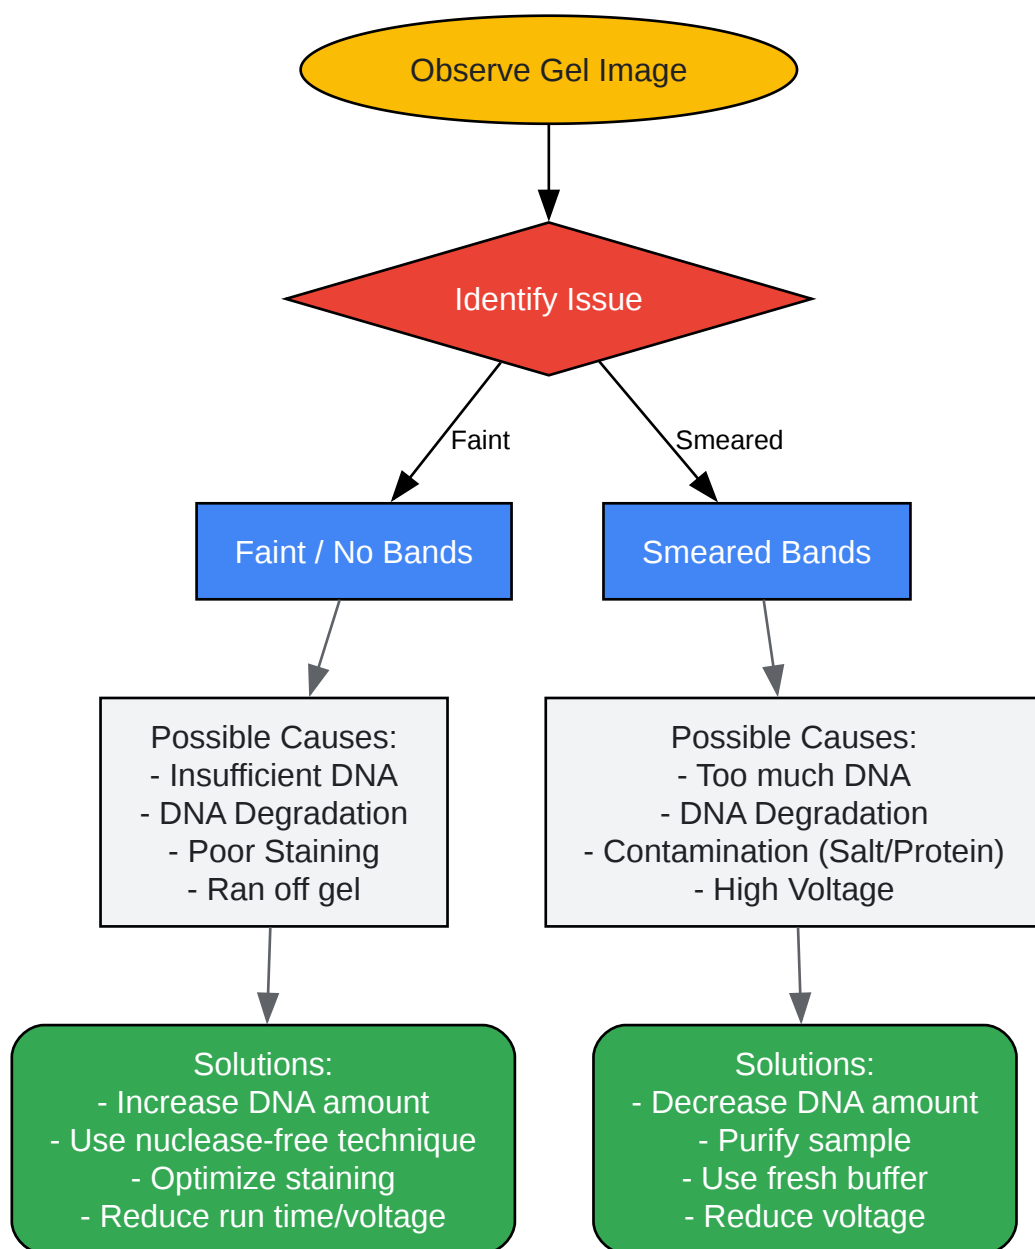 Observe Gel Image
Identify Issue
Faint
Smeared
Faint / No Bands
Smeared Bands
Possible Causes:
- Insufficient DNA
- DNA Degradation
- Poor Staining
- Ran off gel
Possible Causes:
- Too much DNA
- DNA Degradation
- Contamination (Salt/Protein)
- High Voltage
Solutions:
- Increase DNA amount
- Use nuclease-free technique
- Optimize staining
- Reduce run time/voltage
Solutions:
- Decrease DNA amount
- Purify sample
- Use fresh buffer
- Reduce voltage